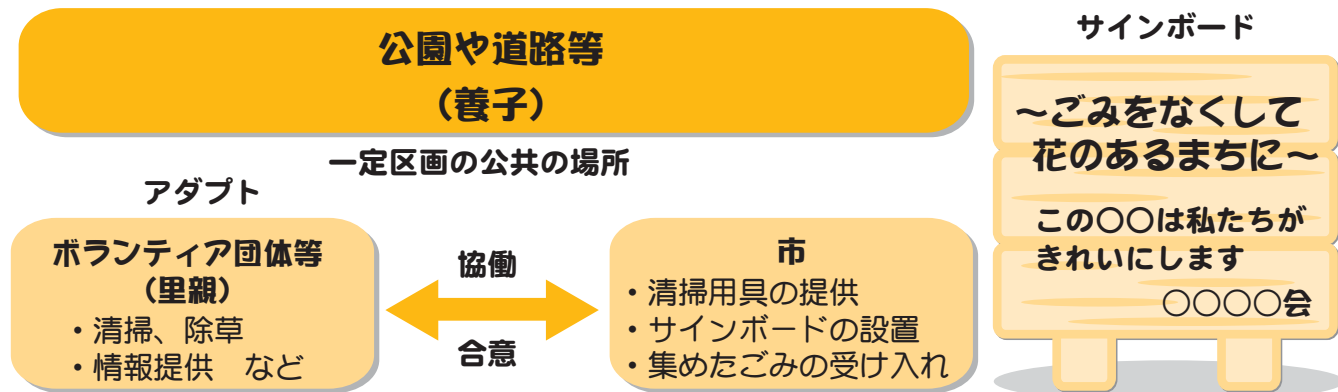 公園や道路等
(養子)
一定区画の公共の場所
アダプト
ボランティア団体等
(里親)
・清掃、除草
・情報提供　など
協働
合意
市
・清掃用具の提供
・サインボードの設置
・集めたごみの受け入れ
サインボード
～ごみをなくして
花のあるまちに～
この○○は私たちが
きれいにします
○○○○会